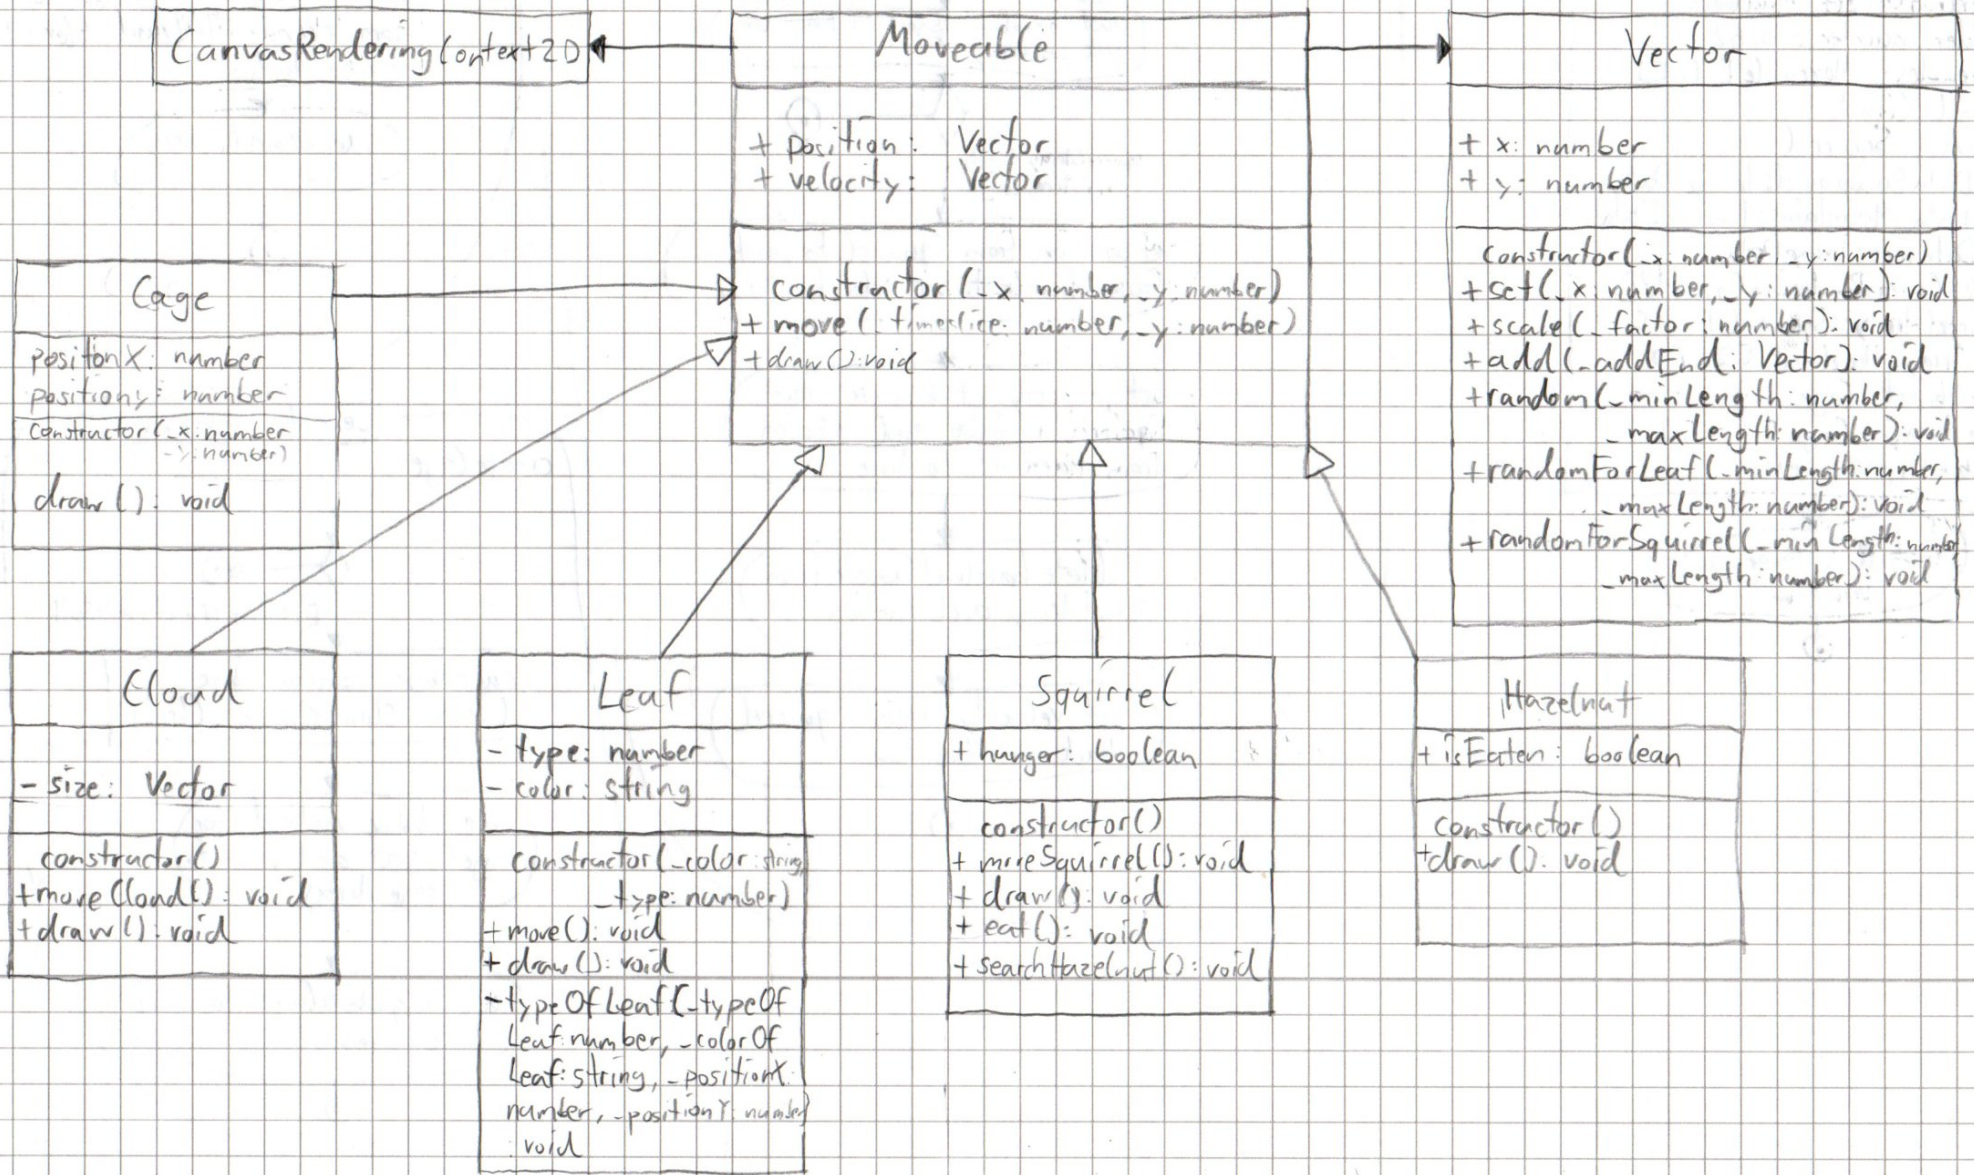 CanvasRenderingContext2D
Moveable
+ position: Vector
+ velocity: Vector
constructor(_x: number, _y: number)
+ move(_timeslice: number, _y: number)
+ draw(): void
Vector
+ x: number
+ y: number
constructor(_x: number _y: number)
+ set(_x: number, _y: number): void
+ scale(_factor: number): void
+ add(_addEnd: Vector): void
+ random(_minLength: number,
_maxLength: number): void
+ randomForLeaf(_minLength: number,
_maxLength: number): void
+ randomForSquirrel(_minLength: number
_maxLength: number): void
Cage
positonX: number
positiony: number
constructor(_x: number
_y: number)
draw(): void
Cloud
- size: Vector
constructor()
+ moveCloud(): void
+ draw(): void
Leaf
- type: number
- color: string
constructor(_color: string,
_type: number)
+ move(): void
+ draw(): void
- typeOfLeaf(_typeOf
Leaf: number, _colorOf
Leaf: string, _positionX:
number, _positionY: number)
: void
Squirrel
+ hunger: boolean
constructor()
+ moveSquirrel(): void
+ draw(): void
+ eat(): void
+ searchHazelnut(): void
Hazelnut
+ isEaten: boolean
constructor()
+ draw(): void